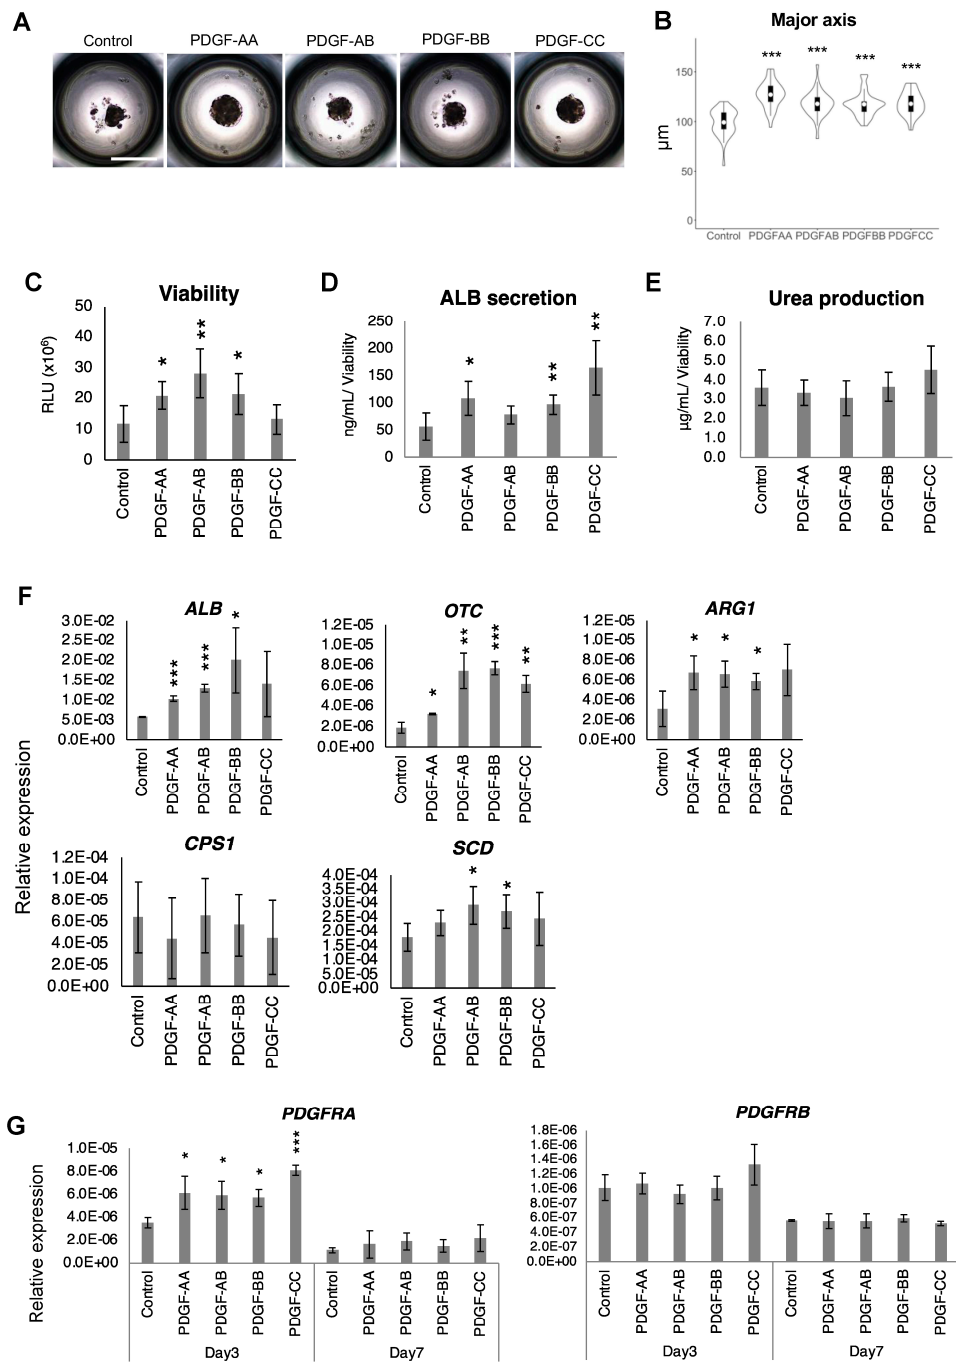 A
Control
PDGF-AA
PDGF-AB
PDGF-BB
PDGF-CC
B
Major axis
***
***
***
***
150
100
50
0
µm
Control
PDGFAA
PDGFAB
PDGFBB
PDGFCC
C
Viability
50
40
30
20
10
0
RLU (x10⁶)
*
**
*
Control
PDGF-AA
PDGF-AB
PDGF-BB
PDGF-CC
D
ALB secretion
250
200
150
100
50
0
ng/mL/ Viability
*
**
**
Control
PDGF-AA
PDGF-AB
PDGF-BB
PDGF-CC
E
Urea production
7.0
6.0
5.0
4.0
3.0
2.0
1.0
0.0
µg/mL/ Viability
Control
PDGF-AA
PDGF-AB
PDGF-BB
PDGF-CC
F
Relative expression
ALB
3.0E-02
2.5E-02
2.0E-02
1.5E-02
1.0E-02
5.0E-03
0.0E+00
***
***
*
Control
PDGF-AA
PDGF-AB
PDGF-BB
PDGF-CC
OTC
1.2E-05
1.0E-05
8.0E-06
6.0E-06
4.0E-06
2.0E-06
0.0E+00
*
**
***
**
Control
PDGF-AA
PDGF-AB
PDGF-BB
PDGF-CC
ARG1
1.2E-05
1.0E-05
8.0E-06
6.0E-06
4.0E-06
2.0E-06
0.0E+00
*
*
*
Control
PDGF-AA
PDGF-AB
PDGF-BB
PDGF-CC
CPS1
1.2E-04
1.0E-04
8.0E-05
6.0E-05
4.0E-05
2.0E-05
0.0E+00
Control
PDGF-AA
PDGF-AB
PDGF-BB
PDGF-CC
SCD
4.0E-04
3.5E-04
3.0E-04
2.5E-04
2.0E-04
1.5E-04
1.0E-04
5.0E-05
0.0E+00
*
*
Control
PDGF-AA
PDGF-AB
PDGF-BB
PDGF-CC
G
Relative expression
PDGFRA
1.0E-05
8.0E-06
6.0E-06
4.0E-06
2.0E-06
0.0E+00
*
*
*
***
Control
PDGF-AA
PDGF-AB
PDGF-BB
PDGF-CC
Control
PDGF-AA
PDGF-AB
PDGF-BB
PDGF-CC
Day3
Day7
PDGFRB
1.8E-06
1.6E-06
1.4E-06
1.2E-06
1.0E-06
8.0E-07
6.0E-07
4.0E-07
2.0E-07
0.0E+00
Control
PDGF-AA
PDGF-AB
PDGF-BB
PDGF-CC
Control
PDGF-AA
PDGF-AB
PDGF-BB
PDGF-CC
Day3
Day7